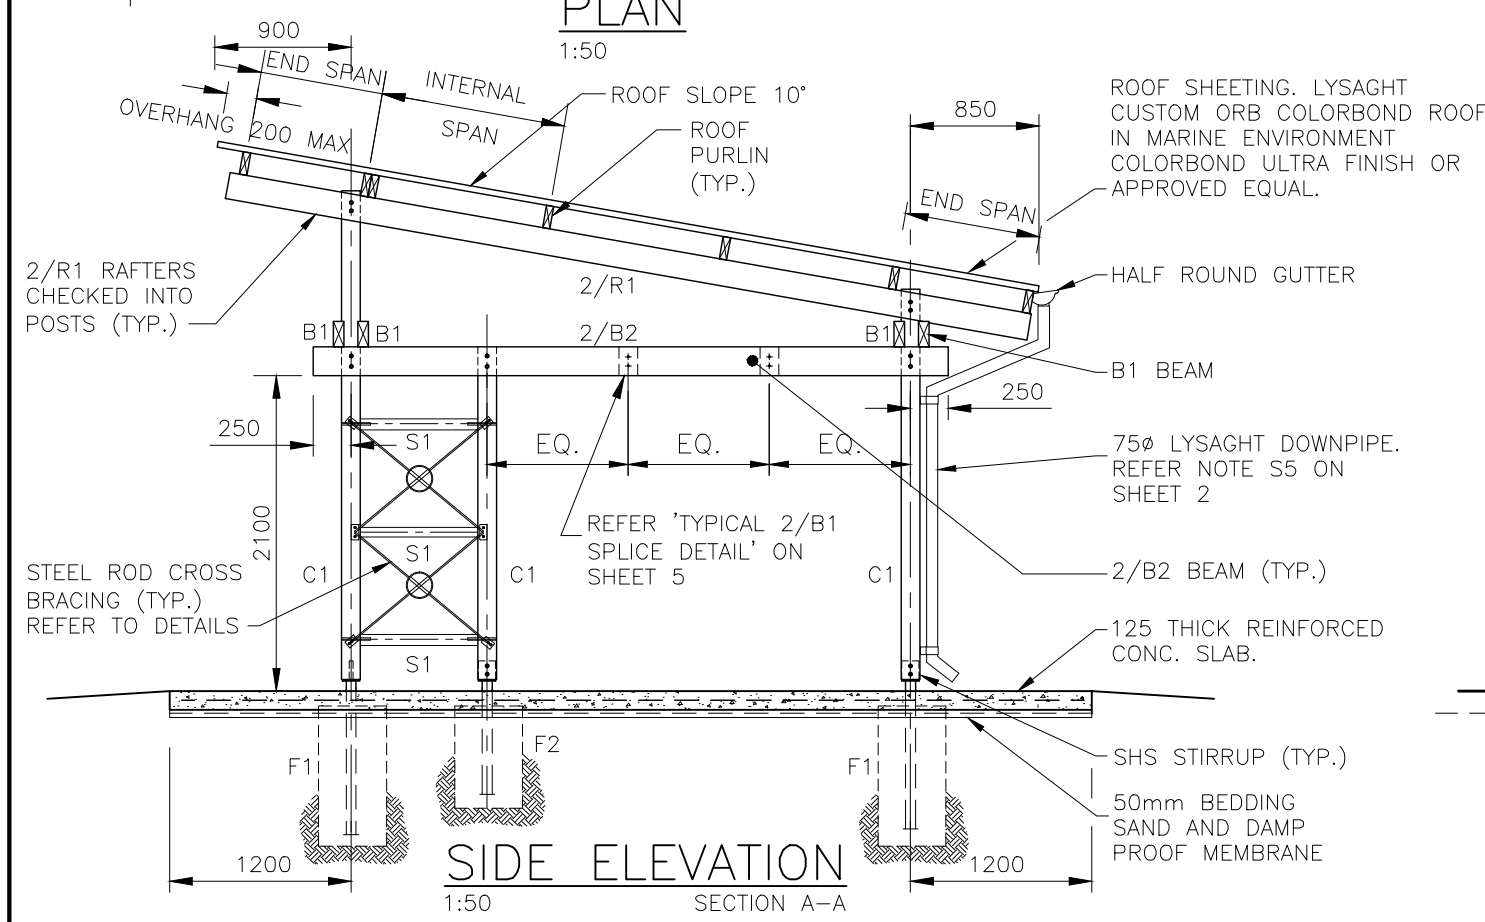 PLAN
1:50
900
END SPAN
INTERNAL
SPAN
OVERHANG 200 MAX
ROOF SLOPE 10°
ROOF
PURLIN
(TYP.)
850
END SPAN
ROOF SHEETING. LYSAGHT
CUSTOM ORB COLORBOND ROOF
IN MARINE ENVIRONMENT
COLORBOND ULTRA FINISH OR
APPROVED EQUAL.
2/R1 RAFTERS
CHECKED INTO
POSTS (TYP.)
2/R1
HALF ROUND GUTTER
B1
B1
2/B2
B1
B1 BEAM
250
250
S1
EQ.
EQ.
EQ.
75ø LYSAGHT DOWNPIPE.
REFER NOTE S5 ON
SHEET 2
2100
REFER 'TYPICAL 2/B1
SPLICE DETAIL' ON
SHEET 5
S1
STEEL ROD CROSS
BRACING (TYP.)
REFER TO DETAILS
C1
C1
C1
2/B2 BEAM (TYP.)
S1
125 THICK REINFORCED
CONC. SLAB.
F1
F2
F1
SHS STIRRUP (TYP.)
50mm BEDDING
SAND AND DAMP
PROOF MEMBRANE
1200
1200
SIDE ELEVATION
1:50
SECTION A-A